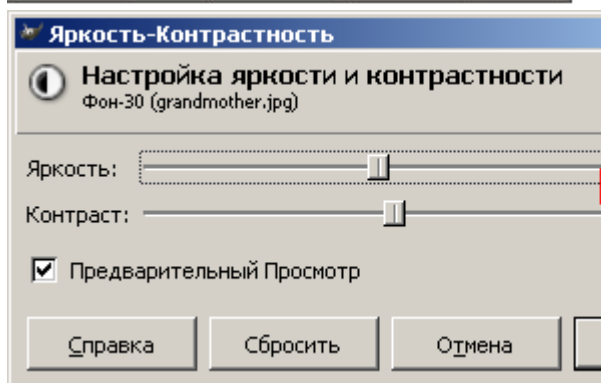 Яркость-Контрастность
Настройка яркости и контрастности
Фон-30 (grandmother.jpg)
Яркость:
Контраст:
Предварительный Просмотр
Справка Сбросить Отмена